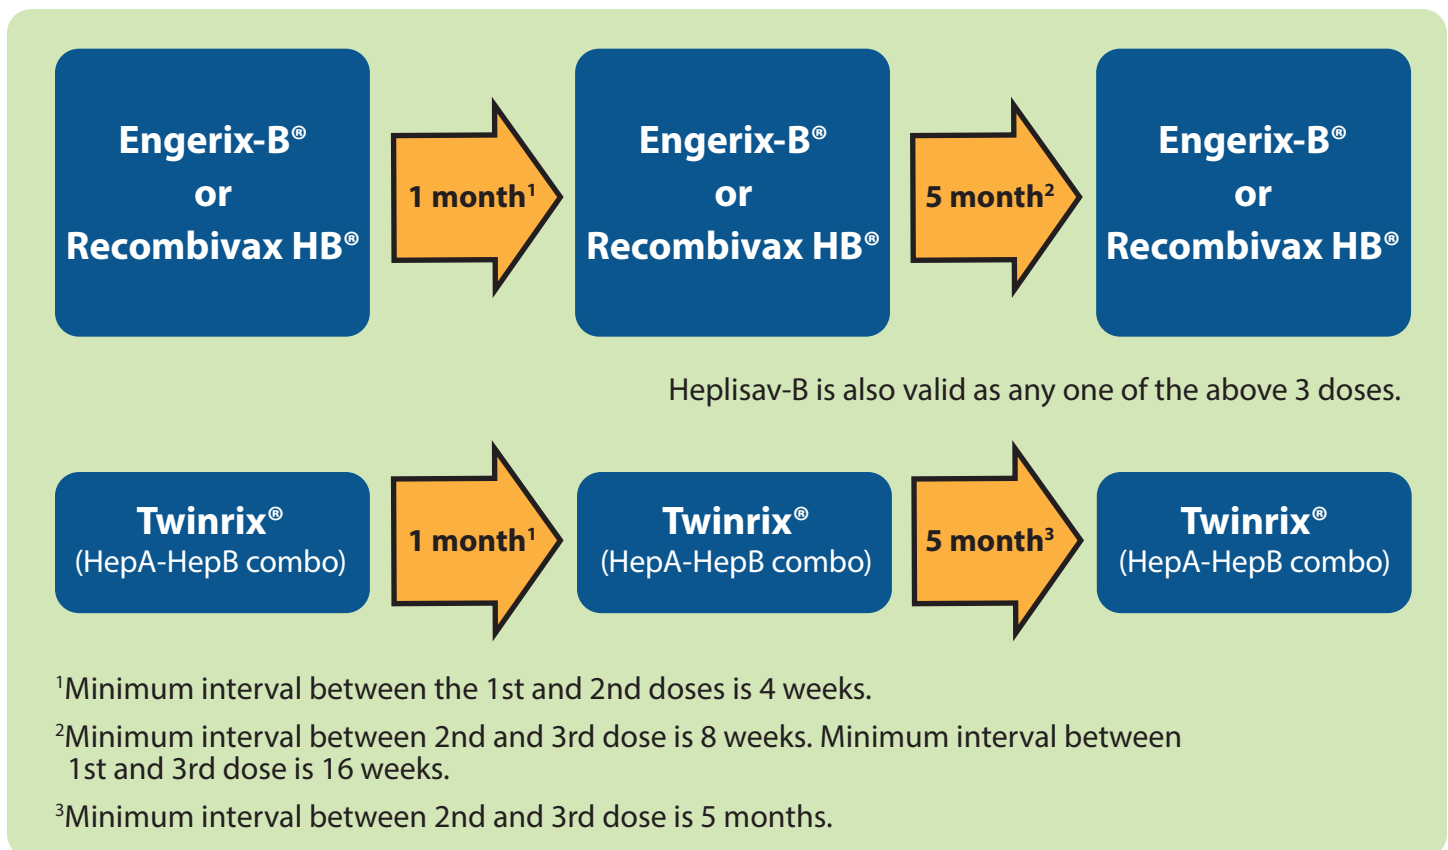 Engerix-B®
or
Recombivax HB®
1 month¹
Engerix-B®
or
Recombivax HB®
5 month²
Engerix-B®
or
Recombivax HB®
Heplisav-B is also valid as any one of the above 3 doses.
Twinrix®
(HepA-HepB combo)
1 month¹
Twinrix®
(HepA-HepB combo)
5 month³
Twinrix®
(HepA-HepB combo)
¹Minimum interval between the 1st and 2nd doses is 4 weeks.
²Minimum interval between 2nd and 3rd dose is 8 weeks. Minimum interval between
1st and 3rd dose is 16 weeks.
³Minimum interval between 2nd and 3rd dose is 5 months.